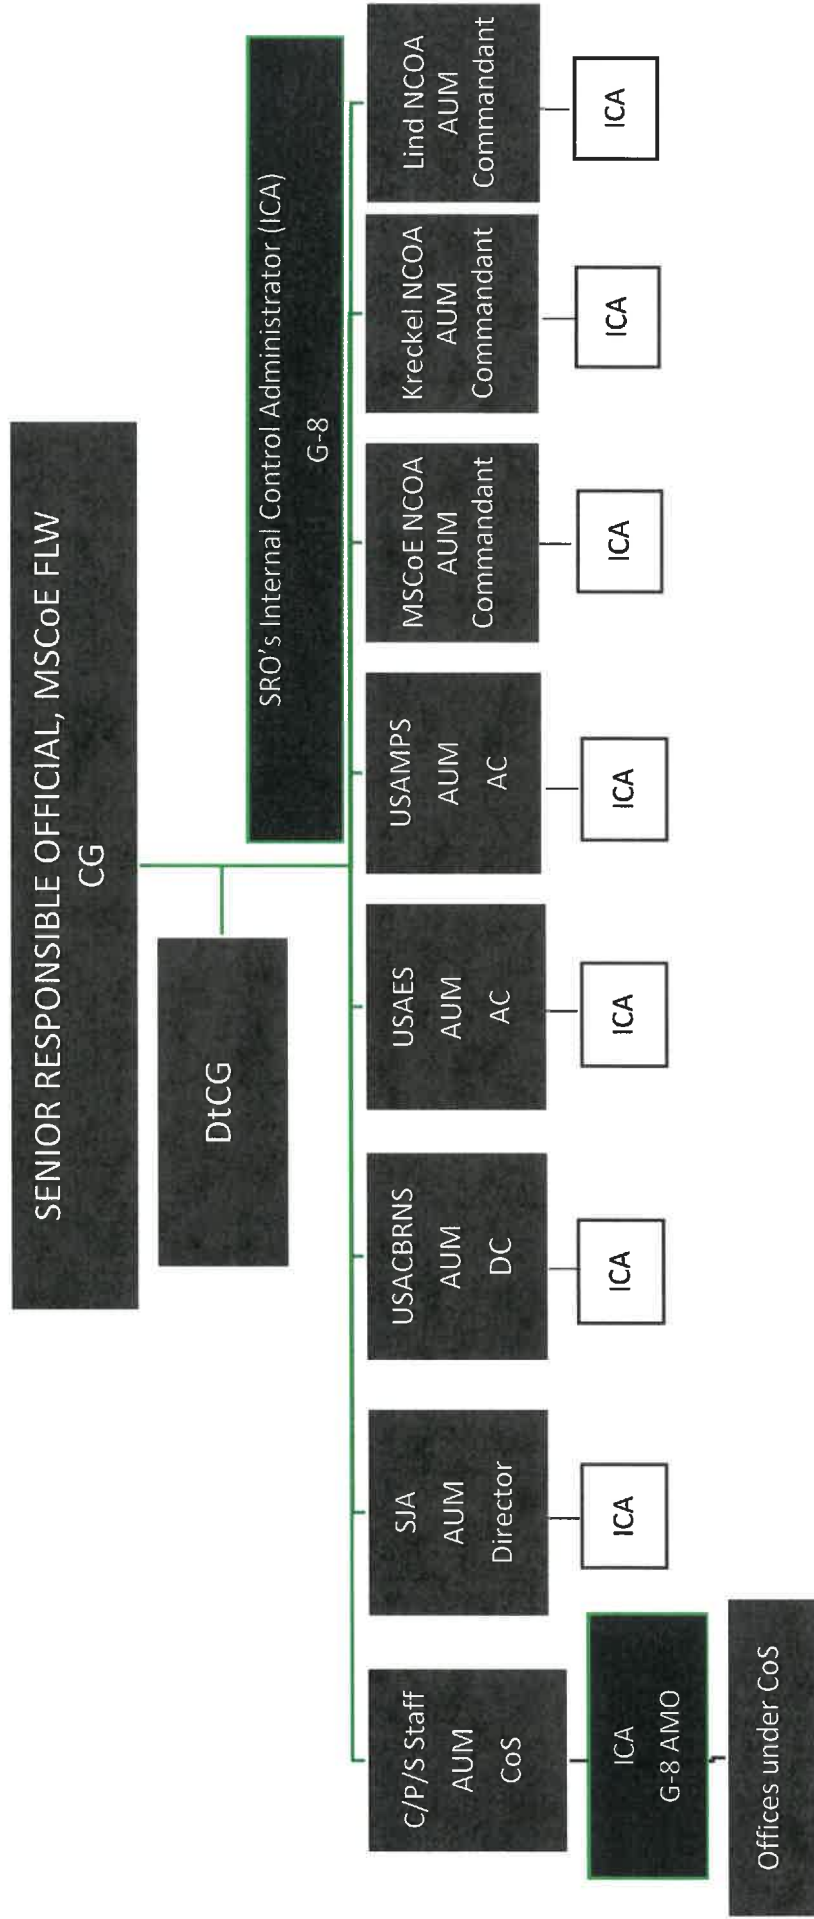 SENIOR RESPONSIBLE OFFICIAL, MSCoE FLW
CG
DtCG
SRO's Internal Control Administrator (ICA)
G-8
C/P/S Staff
AUM
CoS
SJA
AUM
Director
USACBRNS
AUM
DC
USAES
AUM
AC
USAMPS
AUM
AC
MSCoE NCOA
AUM
Commandant
Kreckel NCOA
AUM
Commandant
Lind NCOA
AUM
Commandant
ICA
G-8 AMO
ICA
ICA
ICA
ICA
ICA
ICA
ICA
Offices under CoS